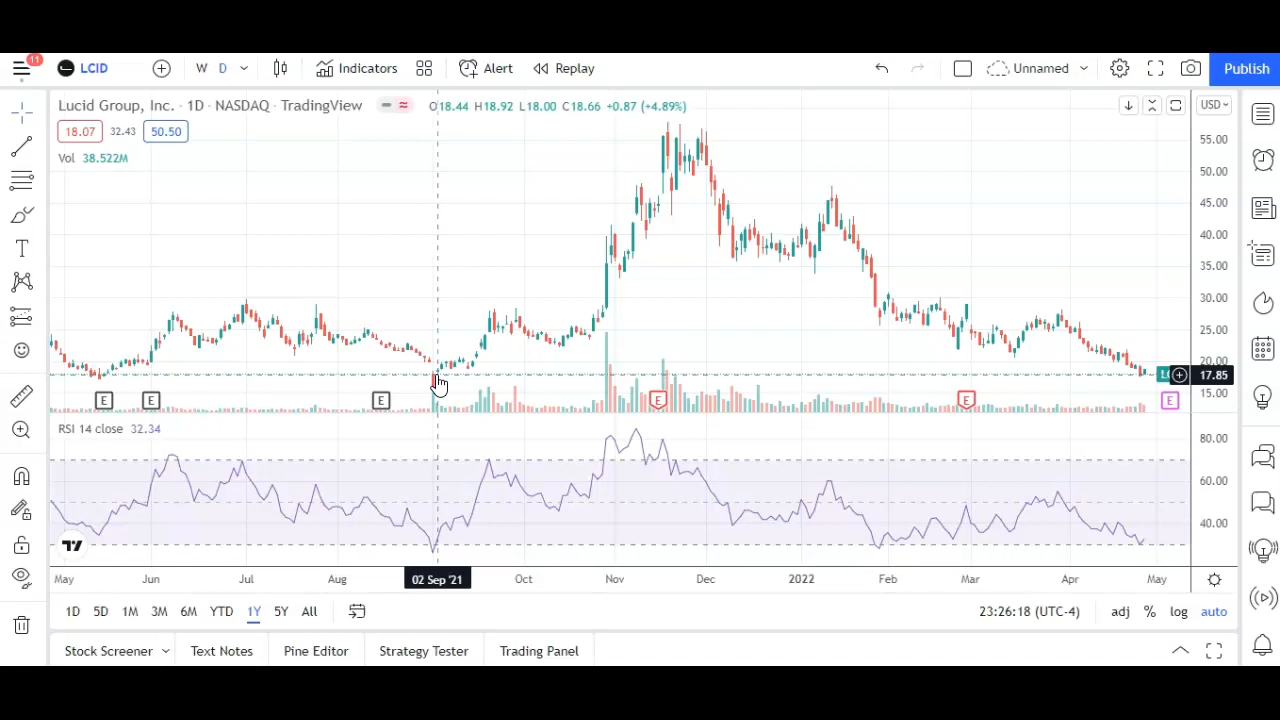 11
LCID
W D
Indicators
Alert
Replay
Unnamed
Publish
Lucid Group, Inc. · 1D · NASDAQ · TradingView
O18.44 H18.92 L18.00 C18.66 +0.87 (+4.89%)
USD
18.07 32.43 50.50
Vol 38.522M
55.00
50.00
45.00
40.00
35.00
30.00
25.00
20.00
17.85
15.00
E E E E E E
RSI 14 close 32.34
80.00
60.00
40.00
May Jun Jul Aug 02 Sep '21 Oct Nov Dec 2022 Feb Mar Apr May
1D 5D 1M 3M 6M YTD 1Y 5Y All
23:26:18 (UTC-4)
adj % log auto
Stock Screener
Text Notes
Pine Editor
Strategy Tester
Trading Panel